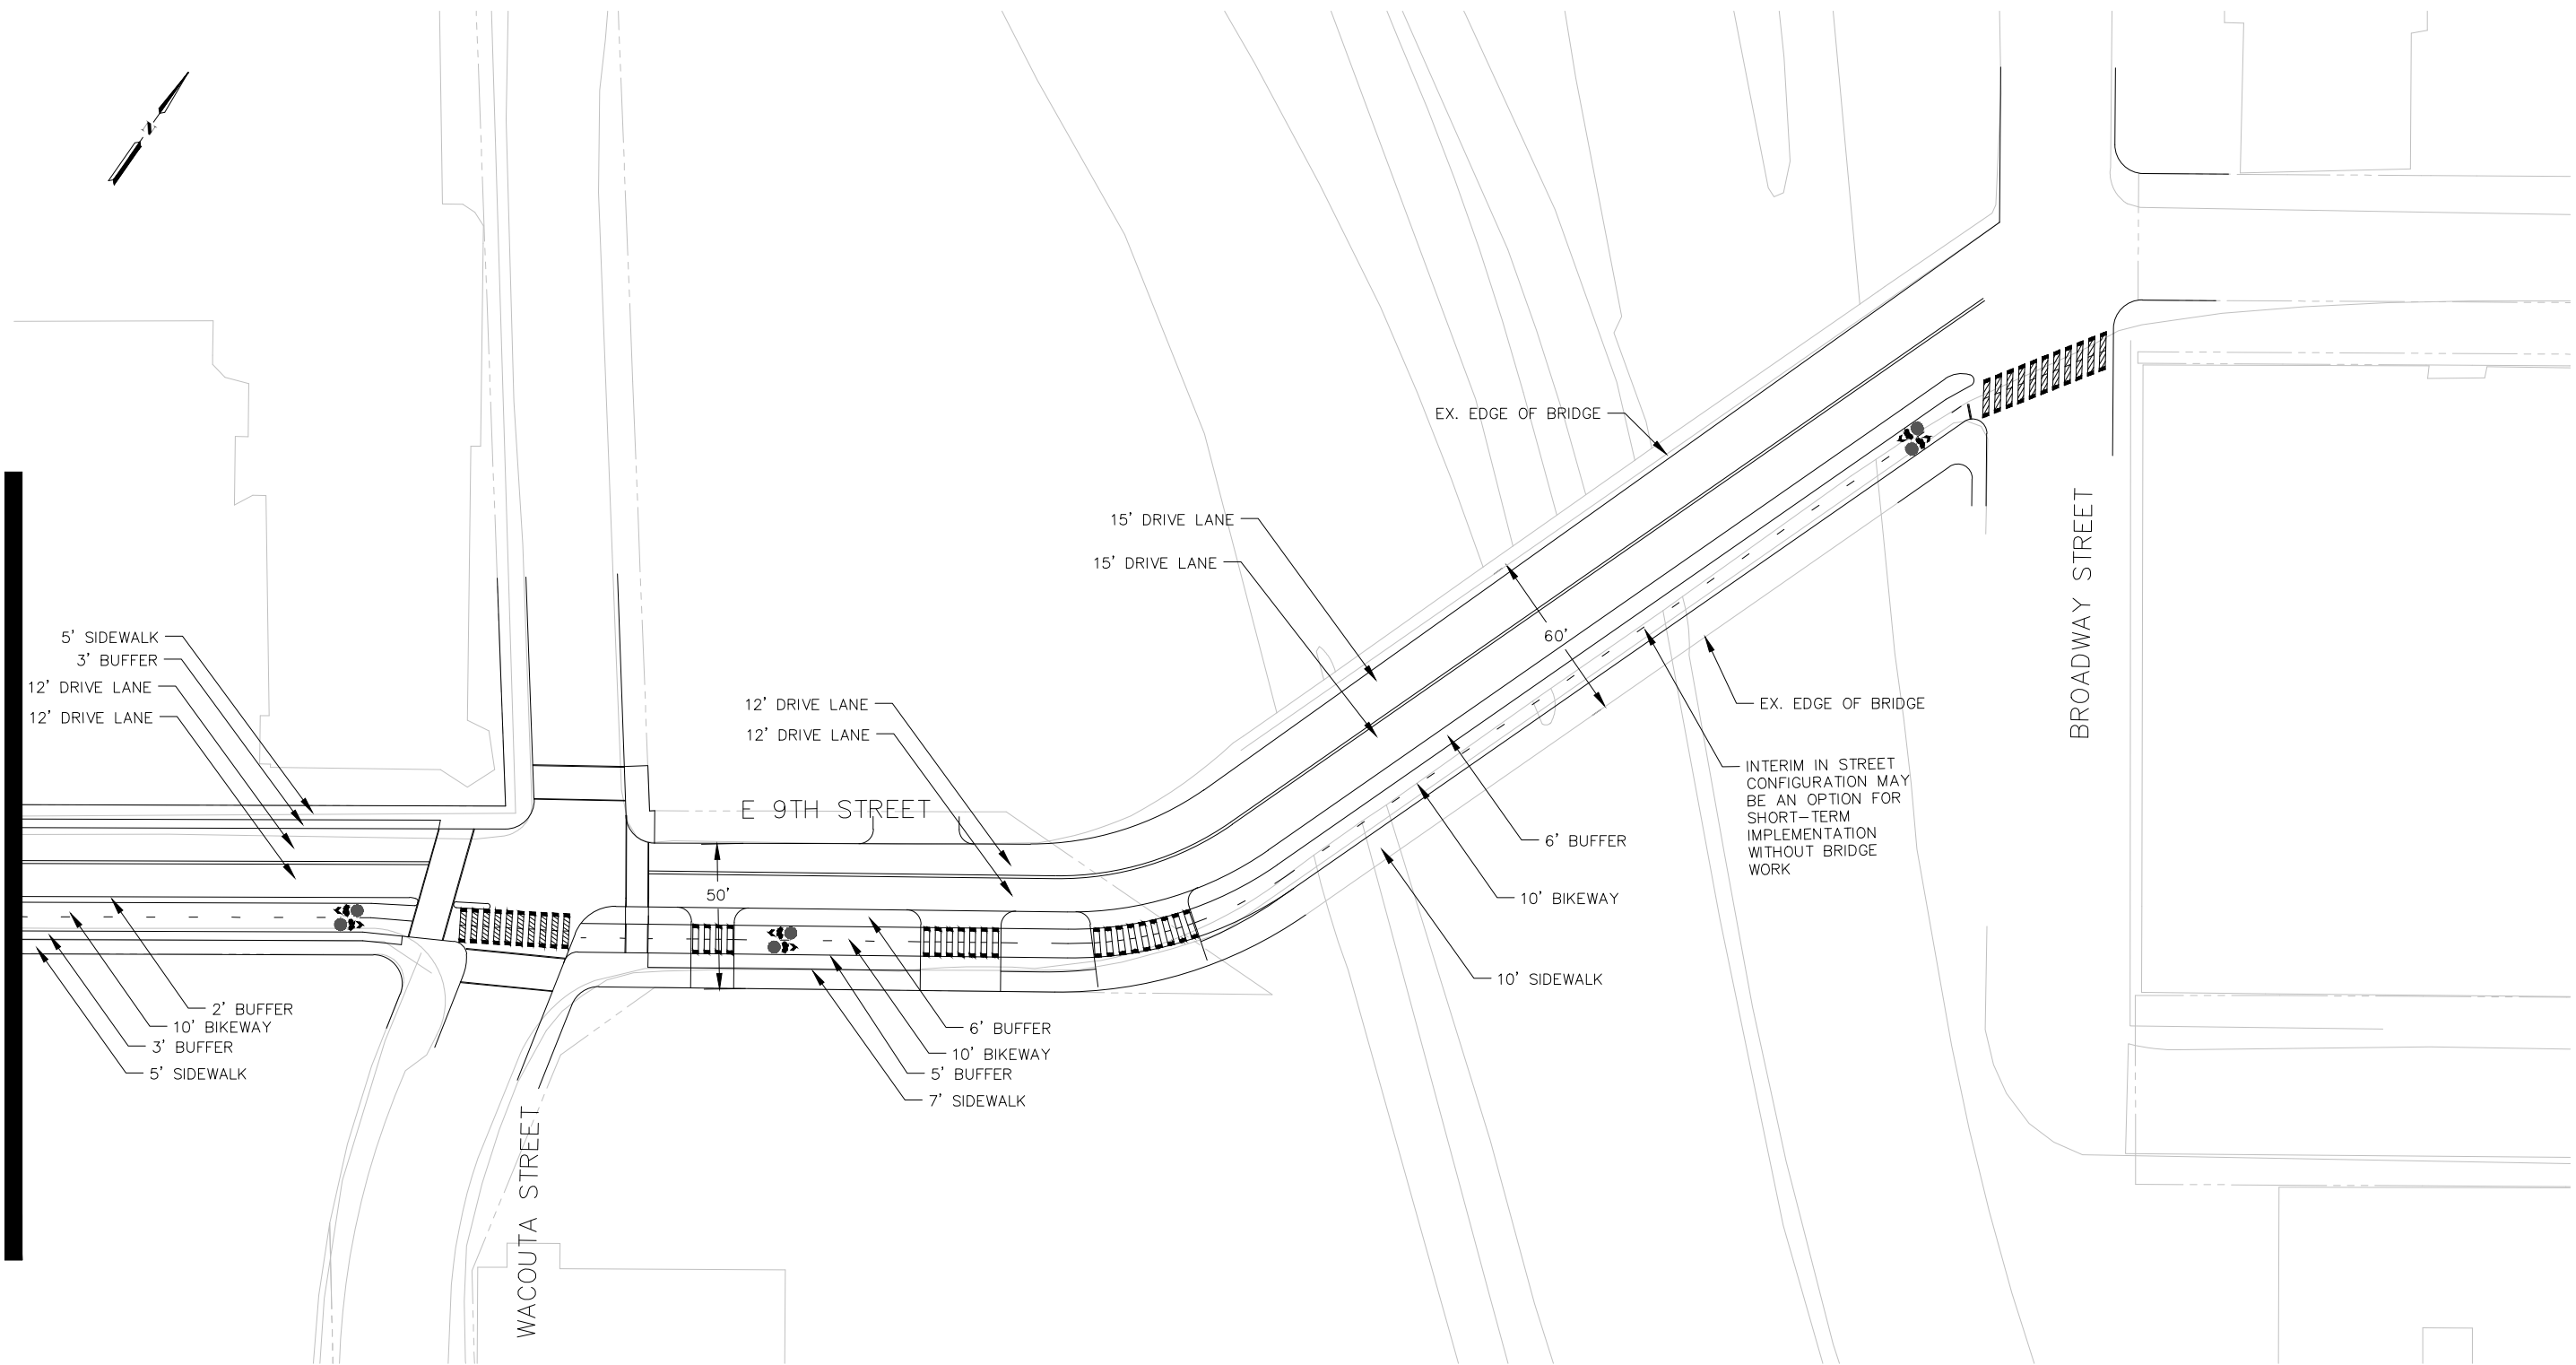 N
EX. EDGE OF BRIDGE
15' DRIVE LANE
15' DRIVE LANE
60'
5' SIDEWALK
3' BUFFER
12' DRIVE LANE
12' DRIVE LANE
12' DRIVE LANE
12' DRIVE LANE
E 9TH STREET
50'
BROADWAY STREET
EX. EDGE OF BRIDGE
INTERIM IN STREET
CONFIGURATION MAY
BE AN OPTION FOR
SHORT-TERM
IMPLEMENTATION
WITHOUT BRIDGE
WORK
6' BUFFER
10' BIKEWAY
10' SIDEWALK
2' BUFFER
10' BIKEWAY
3' BUFFER
5' SIDEWALK
6' BUFFER
10' BIKEWAY
5' BUFFER
7' SIDEWALK
WACOUTA STREET